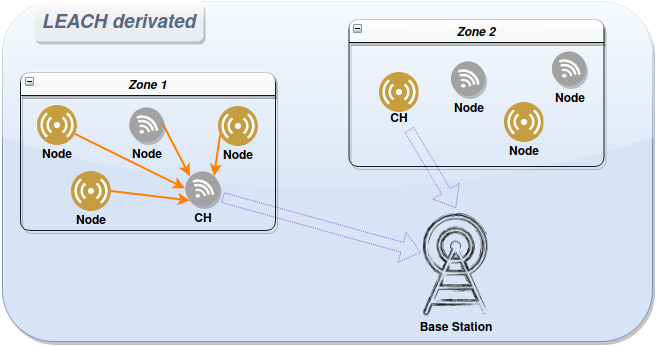 LEACH derivated
Zone 1
Node
Node
Node
Node
CH
Zone 2
CH
Node
Node
Node
Base Station